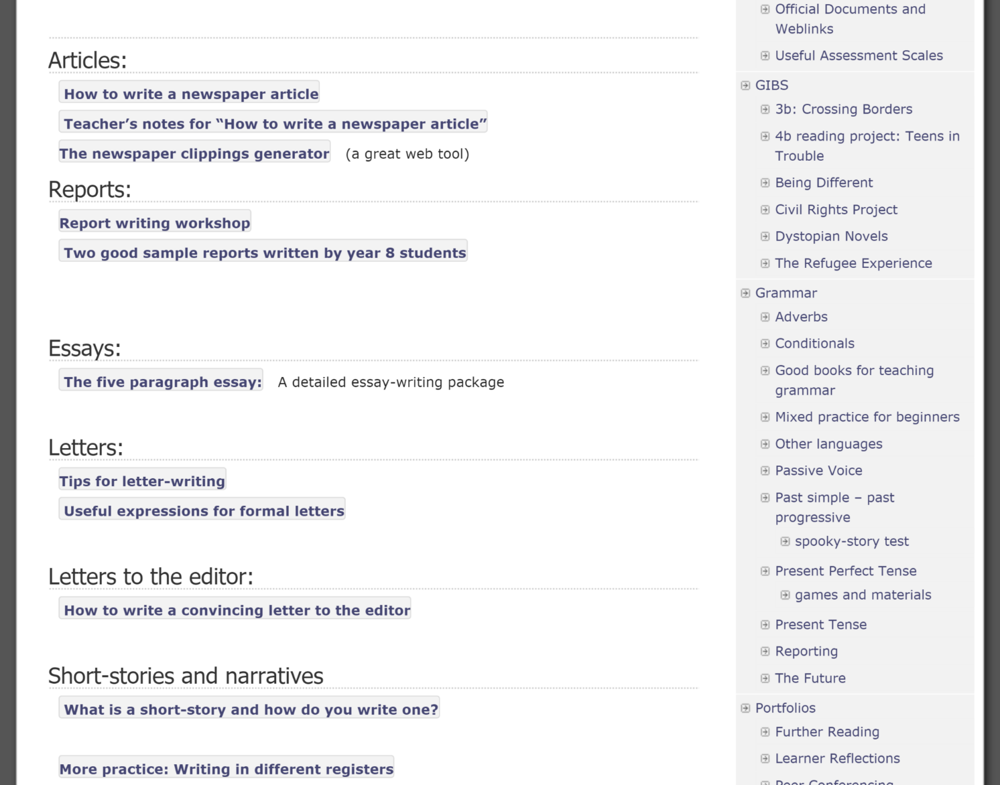 Articles:
How to write a newspaper article
Teacher’s notes for “How to write a newspaper article”
The newspaper clippings generator (a great web tool)
Reports:
Report writing workshop
Two good sample reports written by year 8 students
Essays:
The five paragraph essay: A detailed essay-writing package
Letters:
Tips for letter-writing
Useful expressions for formal letters
Letters to the editor:
How to write a convincing letter to the editor
Short-stories and narratives
What is a short-story and how do you write one?
More practice: Writing in different registers
Official Documents and
Weblinks
Useful Assessment Scales
GIBS
3b: Crossing Borders
4b reading project: Teens in
Trouble
Being Different
Civil Rights Project
Dystopian Novels
The Refugee Experience
Grammar
Adverbs
Conditionals
Good books for teaching
grammar
Mixed practice for beginners
Other languages
Passive Voice
Past simple – past
progressive
spooky-story test
Present Perfect Tense
games and materials
Present Tense
Reporting
The Future
Portfolios
Further Reading
Learner Reflections
Peer Conferencing